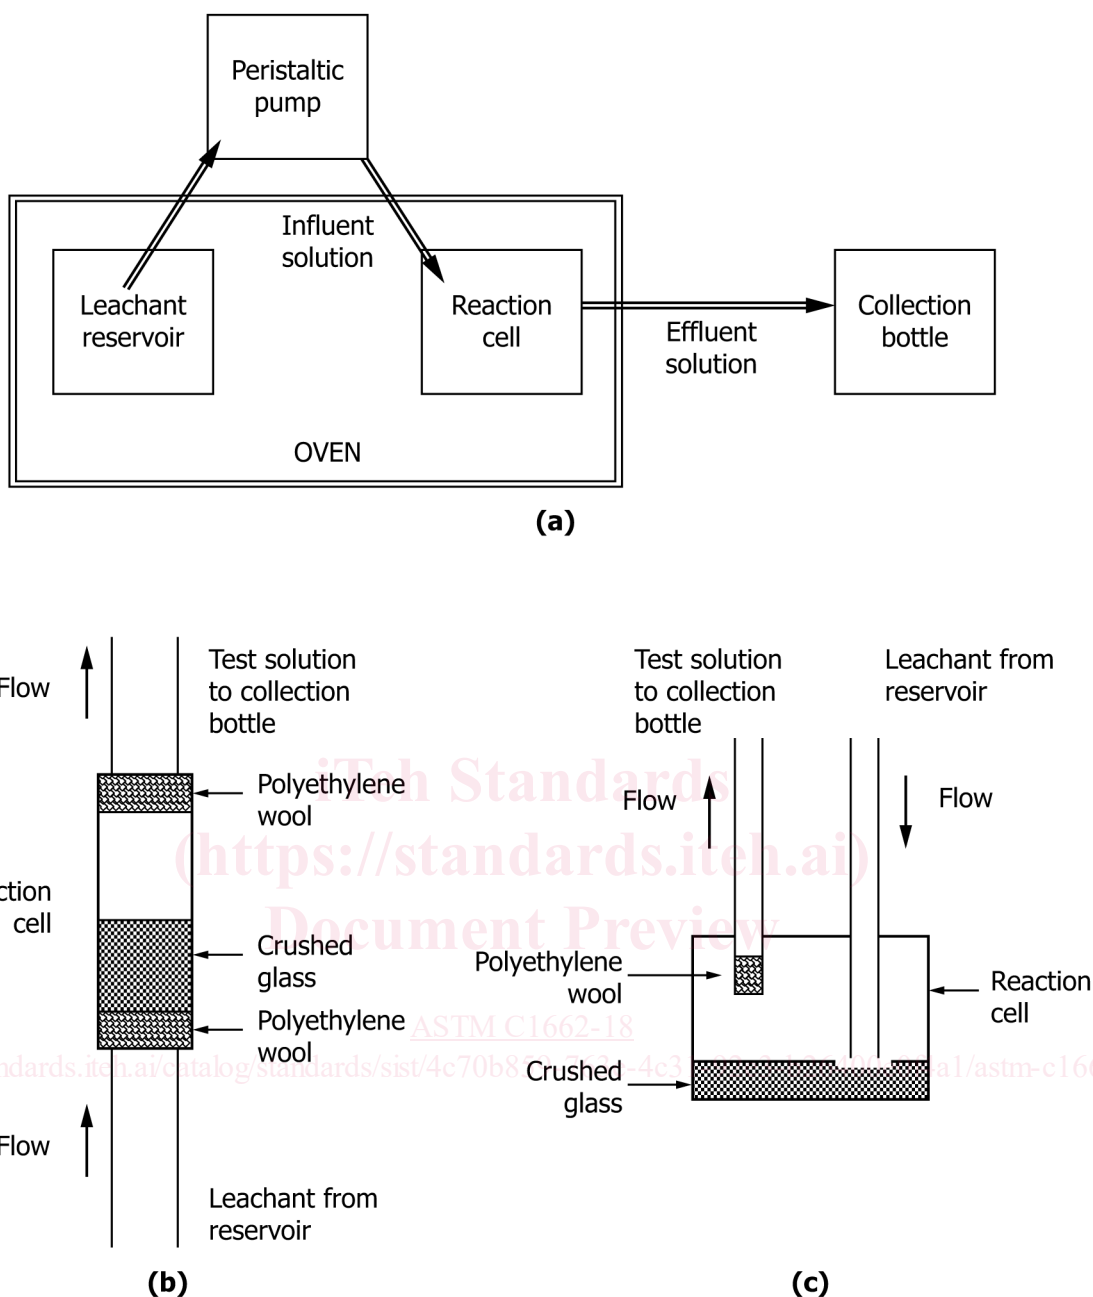 Peristaltic
pump
Influent
solution
Leachant
reservoir
Reaction
cell
Effluent
solution
Collection
bottle
OVEN
(a)
Flow
Test solution
to collection
bottle
Polyethylene
wool
ction
cell
Crushed
glass
Polyethylene
wool
Flow
Leachant from
reservoir
(b)
Test solution
to collection
bottle
Leachant from
reservoir
Flow
Flow
Polyethylene
wool
Reaction
cell
Crushed
glass
(c)
iTeh Standards
(https://standards.iteh.ai)
Document Preview
ASTM C1662-18